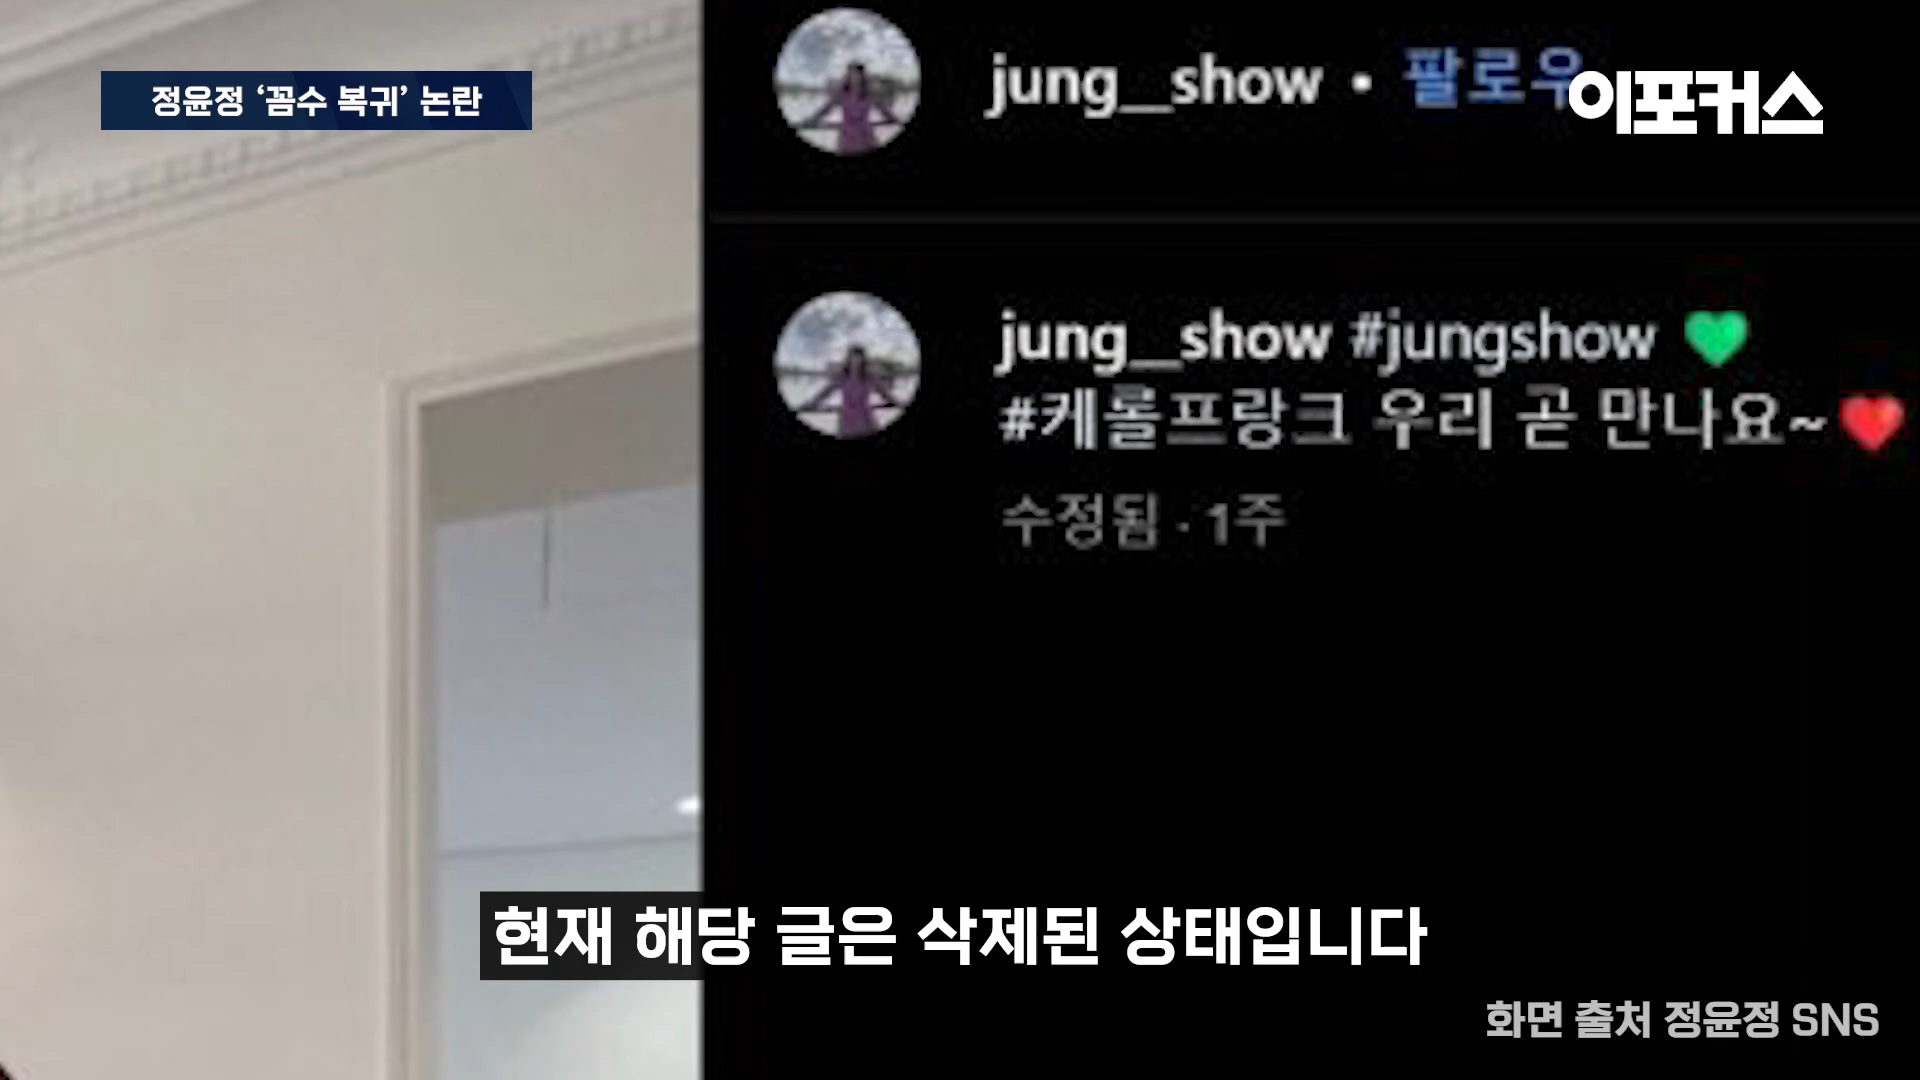 정윤정 ‘꼼수 복귀’ 논란
jung__show • 팔로우
이포커스
jung__show #jungshow 💚
#케롤프랑크 우리 곧 만나요~❤️
수정됨 · 1주
현재 해당 글은 삭제된 상태입니다
화면 출처 정윤정 SNS